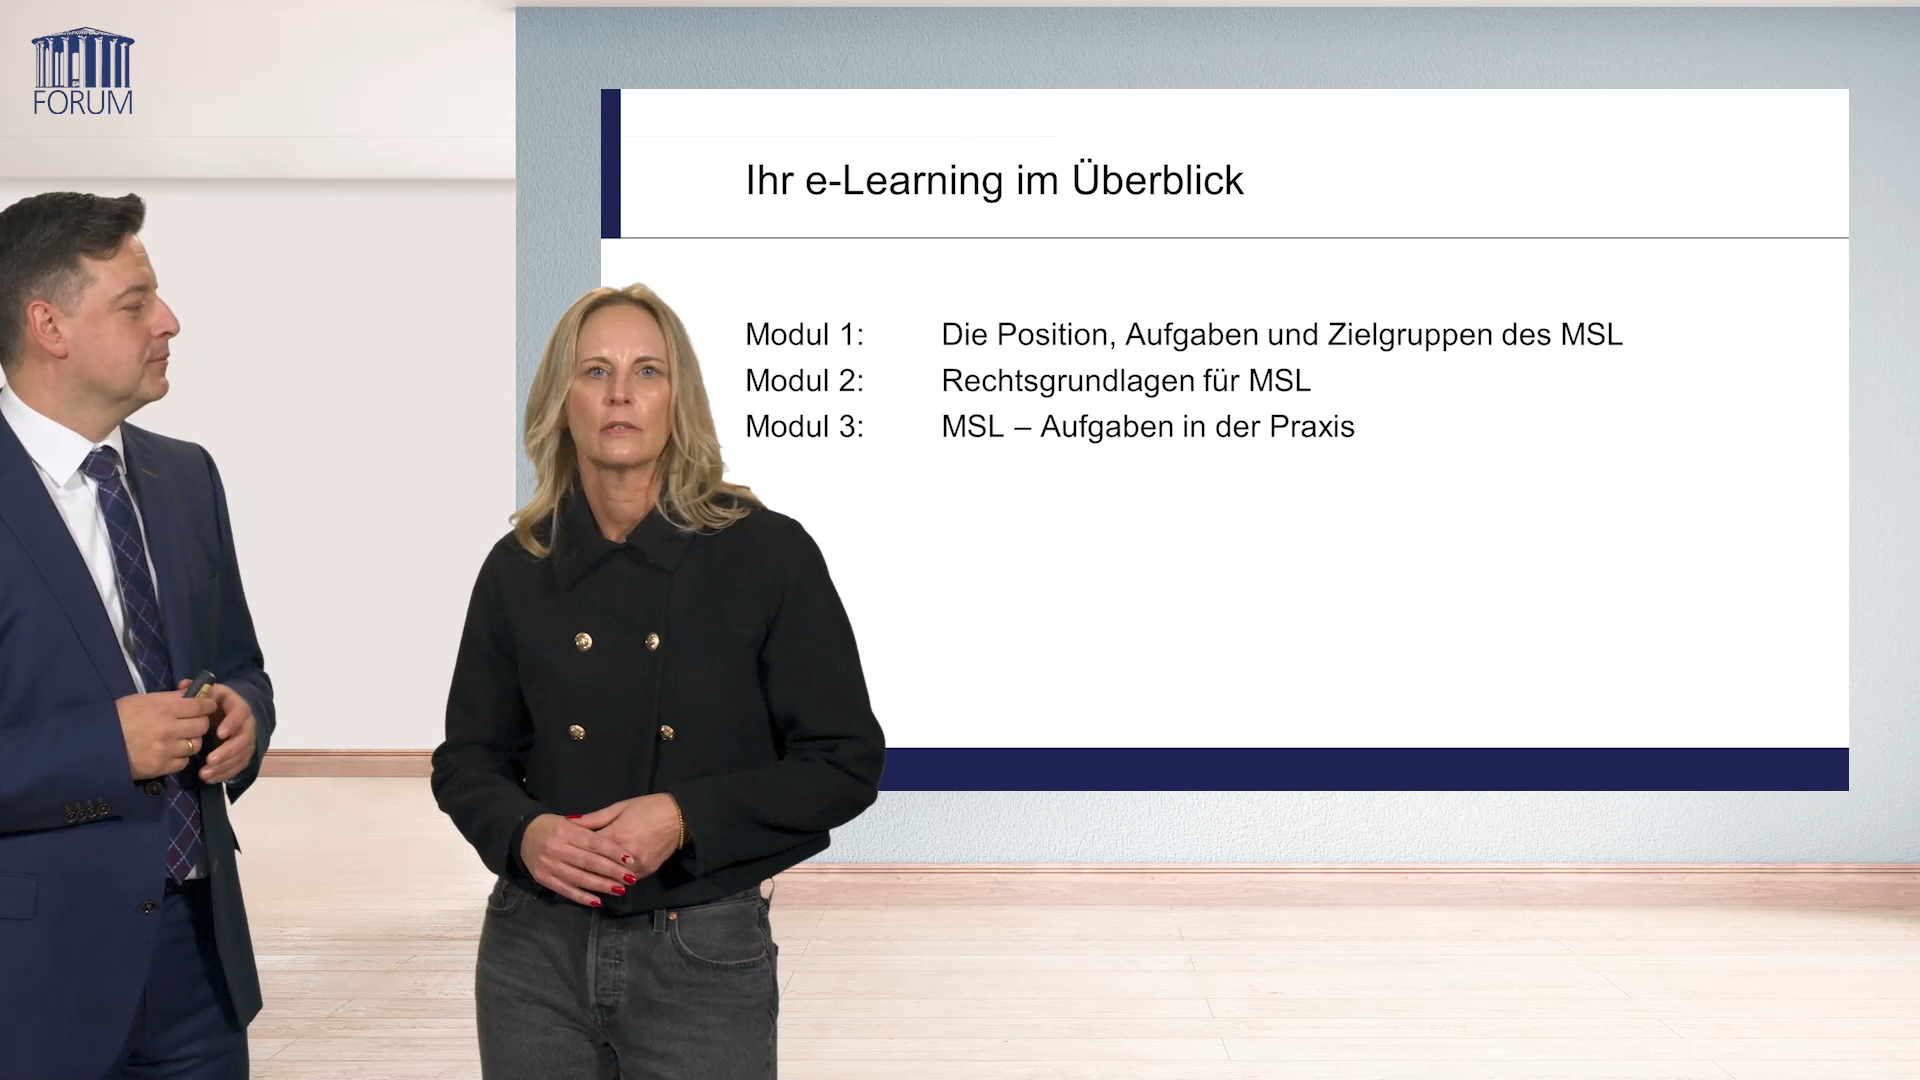 FORUM
Ihr e-Learning im Überblick
Modul 1: Die Position, Aufgaben und Zielgruppen des MSL
Modul 2: Rechtsgrundlagen für MSL
Modul 3: MSL – Aufgaben in der Praxis